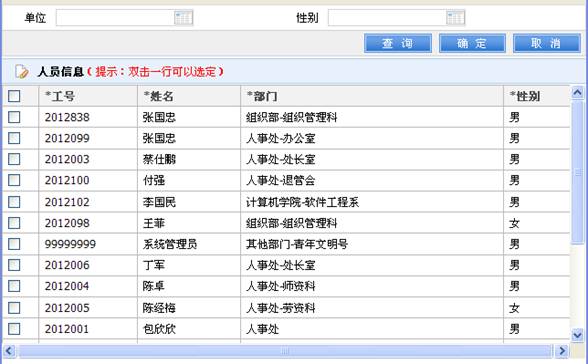 单位 性别
查 询 确 定 取 消
人员信息(提示:双击一行可以选定)
*工号 *姓名 *部门 *性别
2012838 张国忠 组织部-组织管理科 男
2012099 张国忠 人事处-办公室 男
2012003 蔡仕鹏 人事处-处长室 男
2012100 付强 人事处-退管会 男
2012102 李国民 计算机学院-软件工程系 男
2012098 王菲 组织部-组织管理科 女
99999999 系统管理员 其他部门-青年文明号 男
2012006 丁军 人事处-处长室 男
2012004 陈卓 人事处-师资科 男
2012005 陈经梅 人事处-劳资科 女
2012001 包欣欣 人事处 男